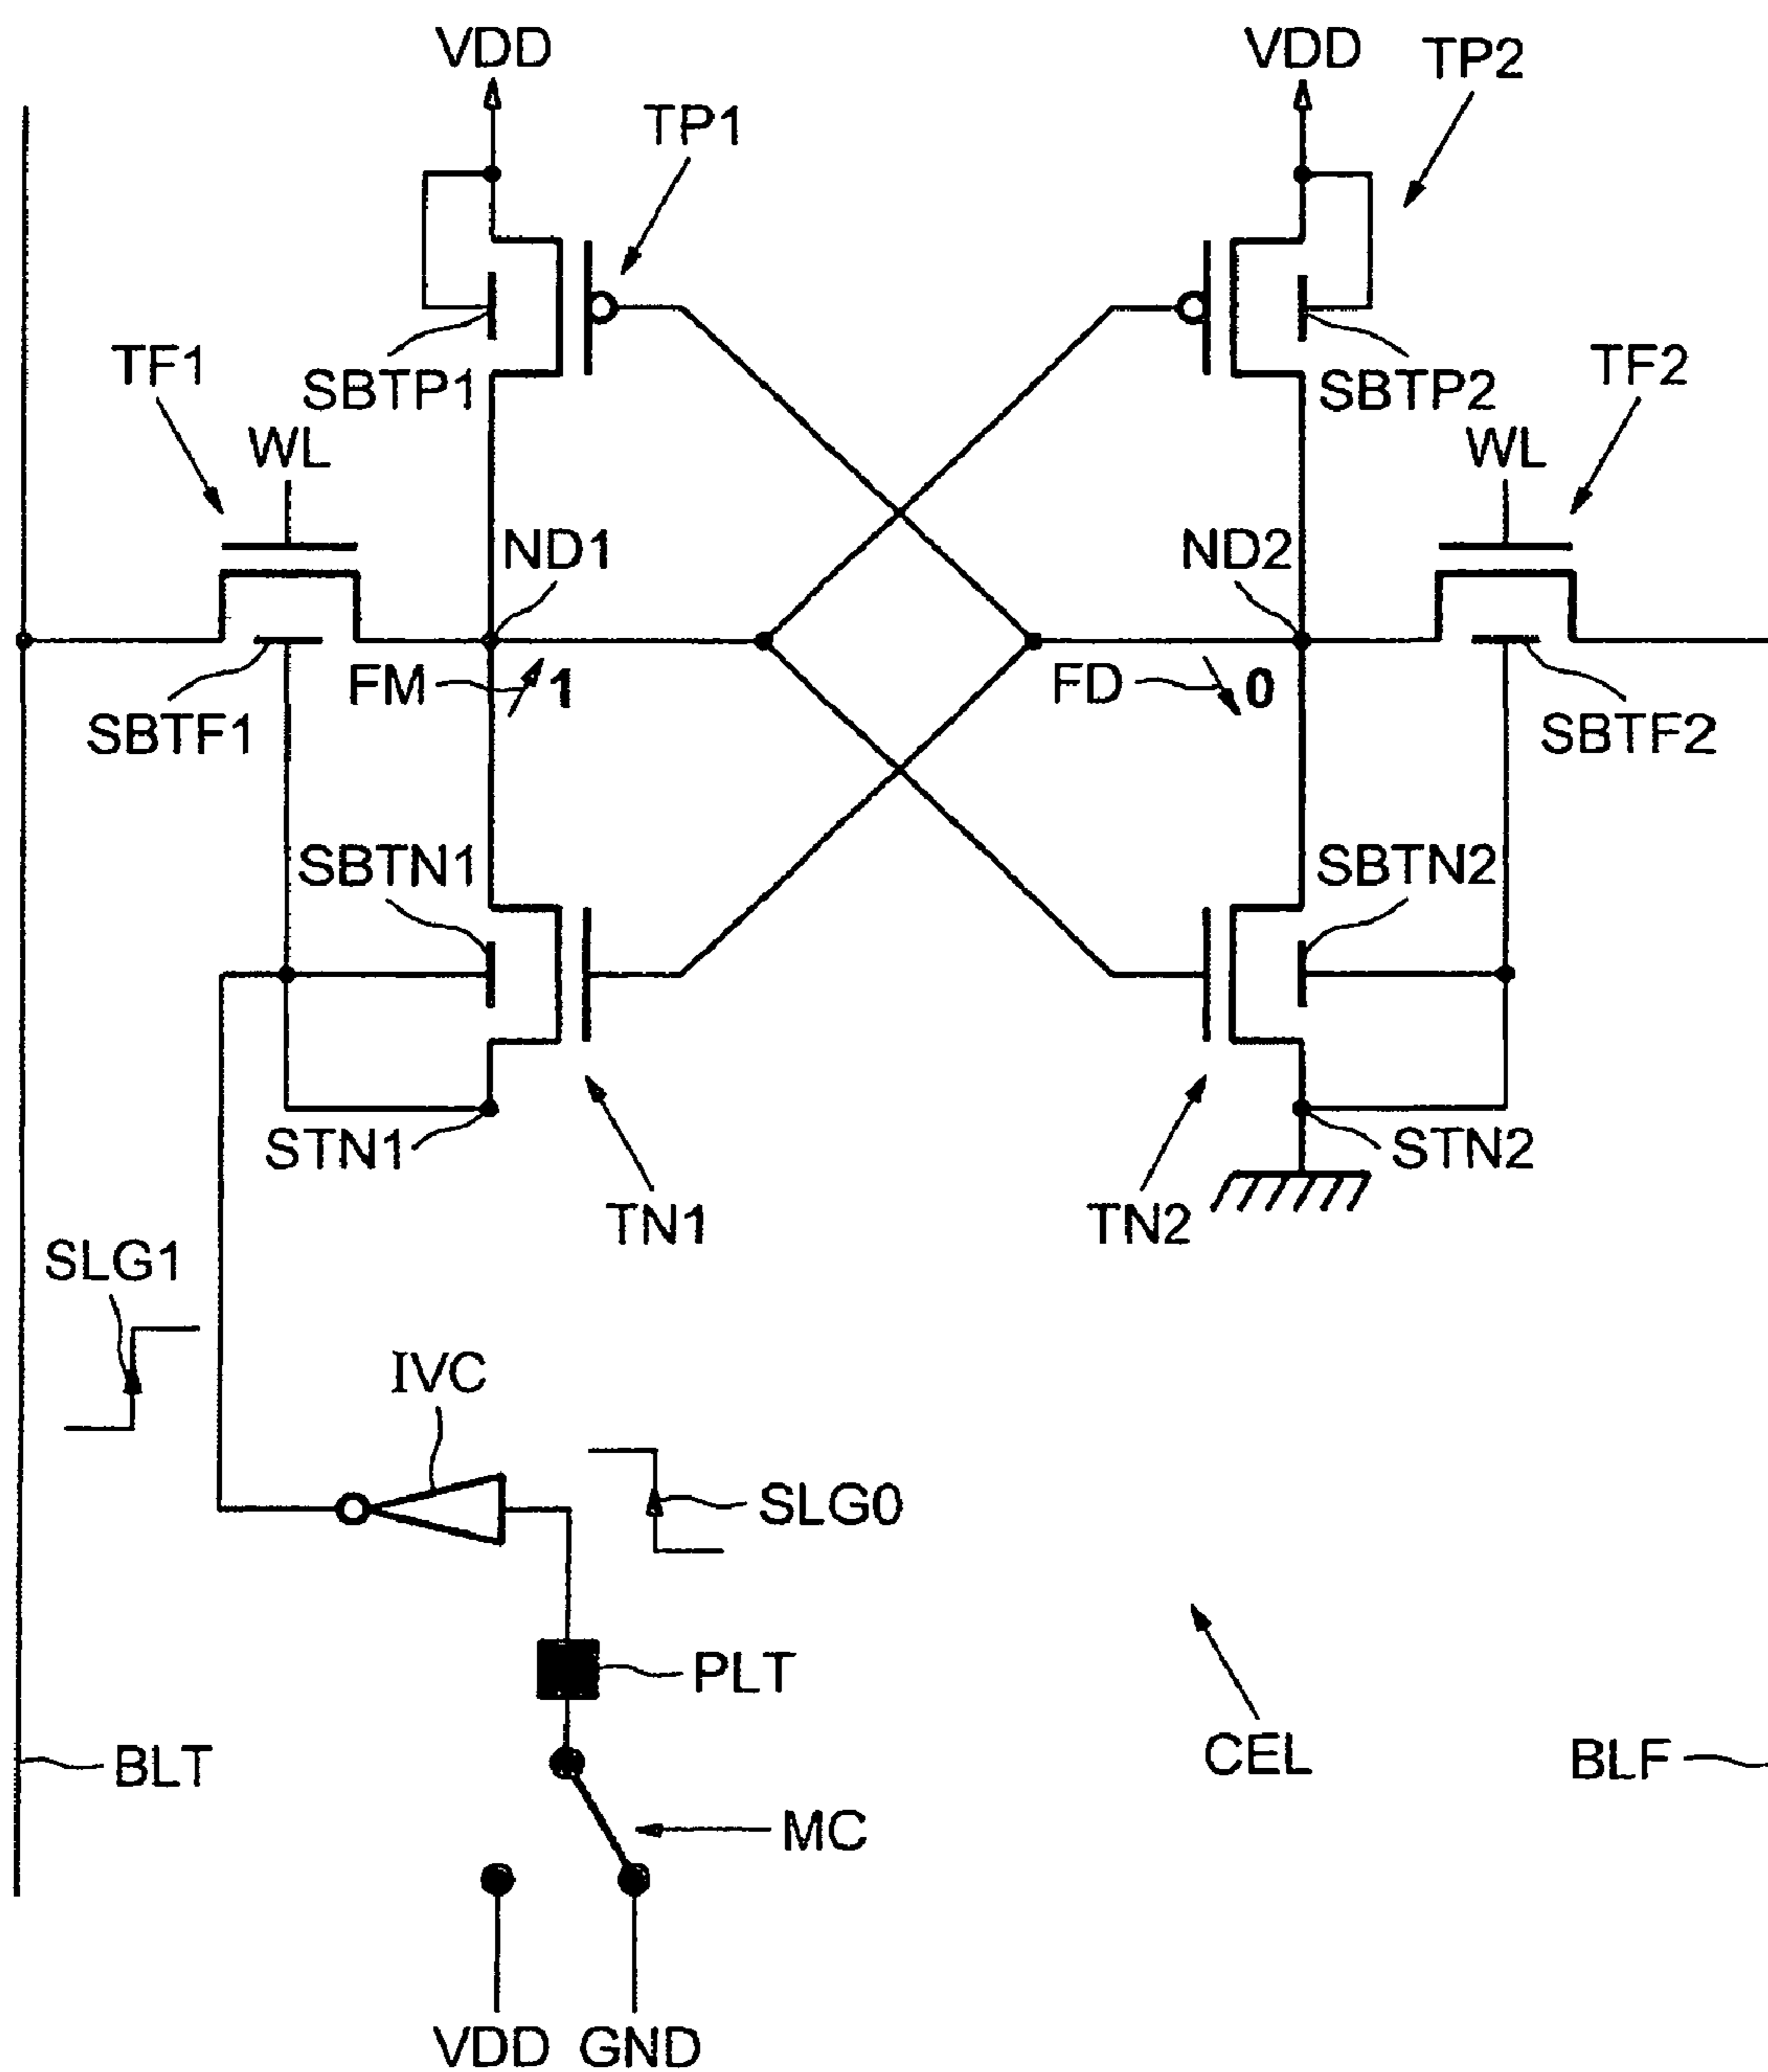 VDD
VDD
TP2
TP1
TF1
SBTP1
SBTP2
TF2
WL
WL
ND1
ND2
FM
1
FD
0
SBTF1
SBTF2
SBTN1
SBTN2
STN1
STN2
TN1
TN2
SLG1
IVC
SLG0
PLT
BLT
CEL
BLF
MC
VDD
GND